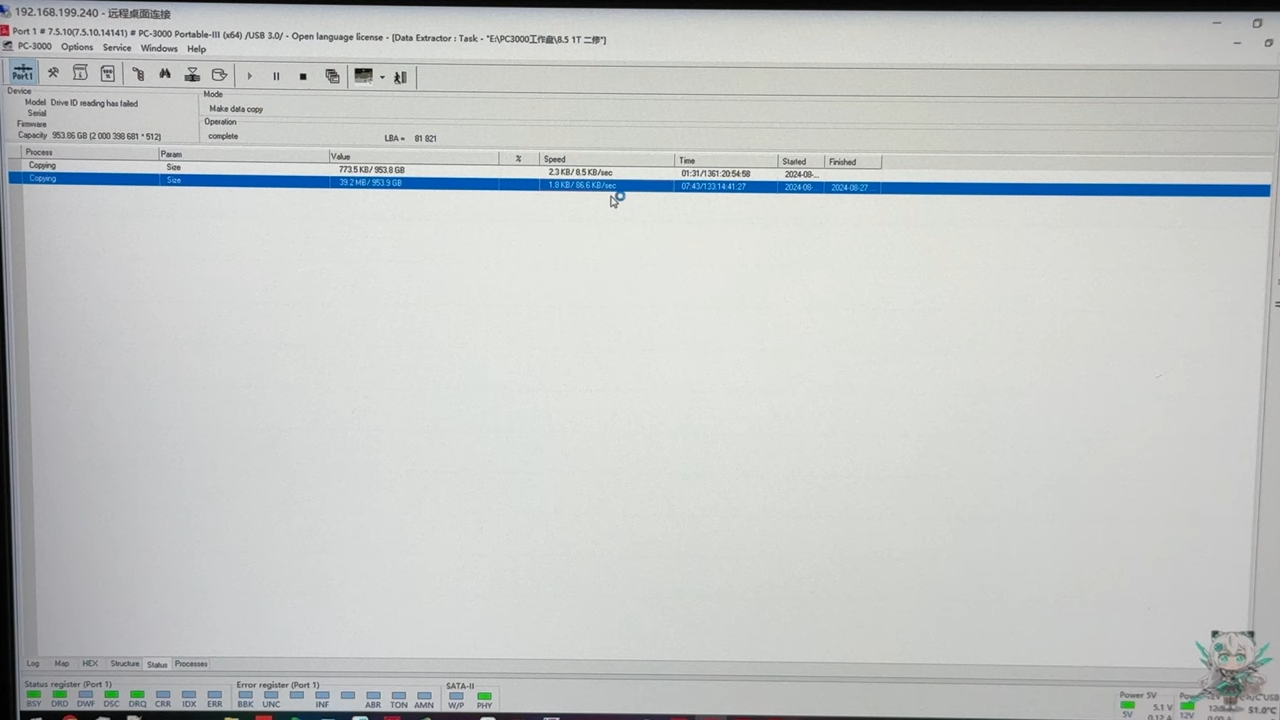 192.168.199.240 - 远程桌面连接
Port 1 # 7.5.10(7.5.10.14141) # PC-3000 Portable-III (x64) /USB 3.0/ - Open language license - [Data Extractor : Task - "E:\PC3000工作盘\8.5 1T 二修"]
PC-3000 Options Service Windows Help
Port1
Device
Mode
Model Drive ID reading has failed
Make data copy
Serial
Operation
Firmware
Capacity 953.86 GB (2 000 398 681 * 512)
complete
LBA = 81 821
Process Param Value % Speed Time Started Finished
Copying Size 773.5 KB/ 953.8 GB 2.3 KB/ 8.5 KB/sec 01:31/1361:20:54:58 2024-08-...
Copying Size 39.2 MB/ 953.9 GB 1.8 KB/ 86.6 KB/sec 07:43/133:14:41:27 2024-08-... 2024-08-27 ...
Log Map HEX Structure Status Processes
Status register (Port 1) Error register (Port 1) SATA-II
BSY DRD DWF DSC DRQ CRR IDX ERR BBK UNC INF ABR TON AMN W/P PHY
Power 5V
5V 5.1 V
12V
51.0°C